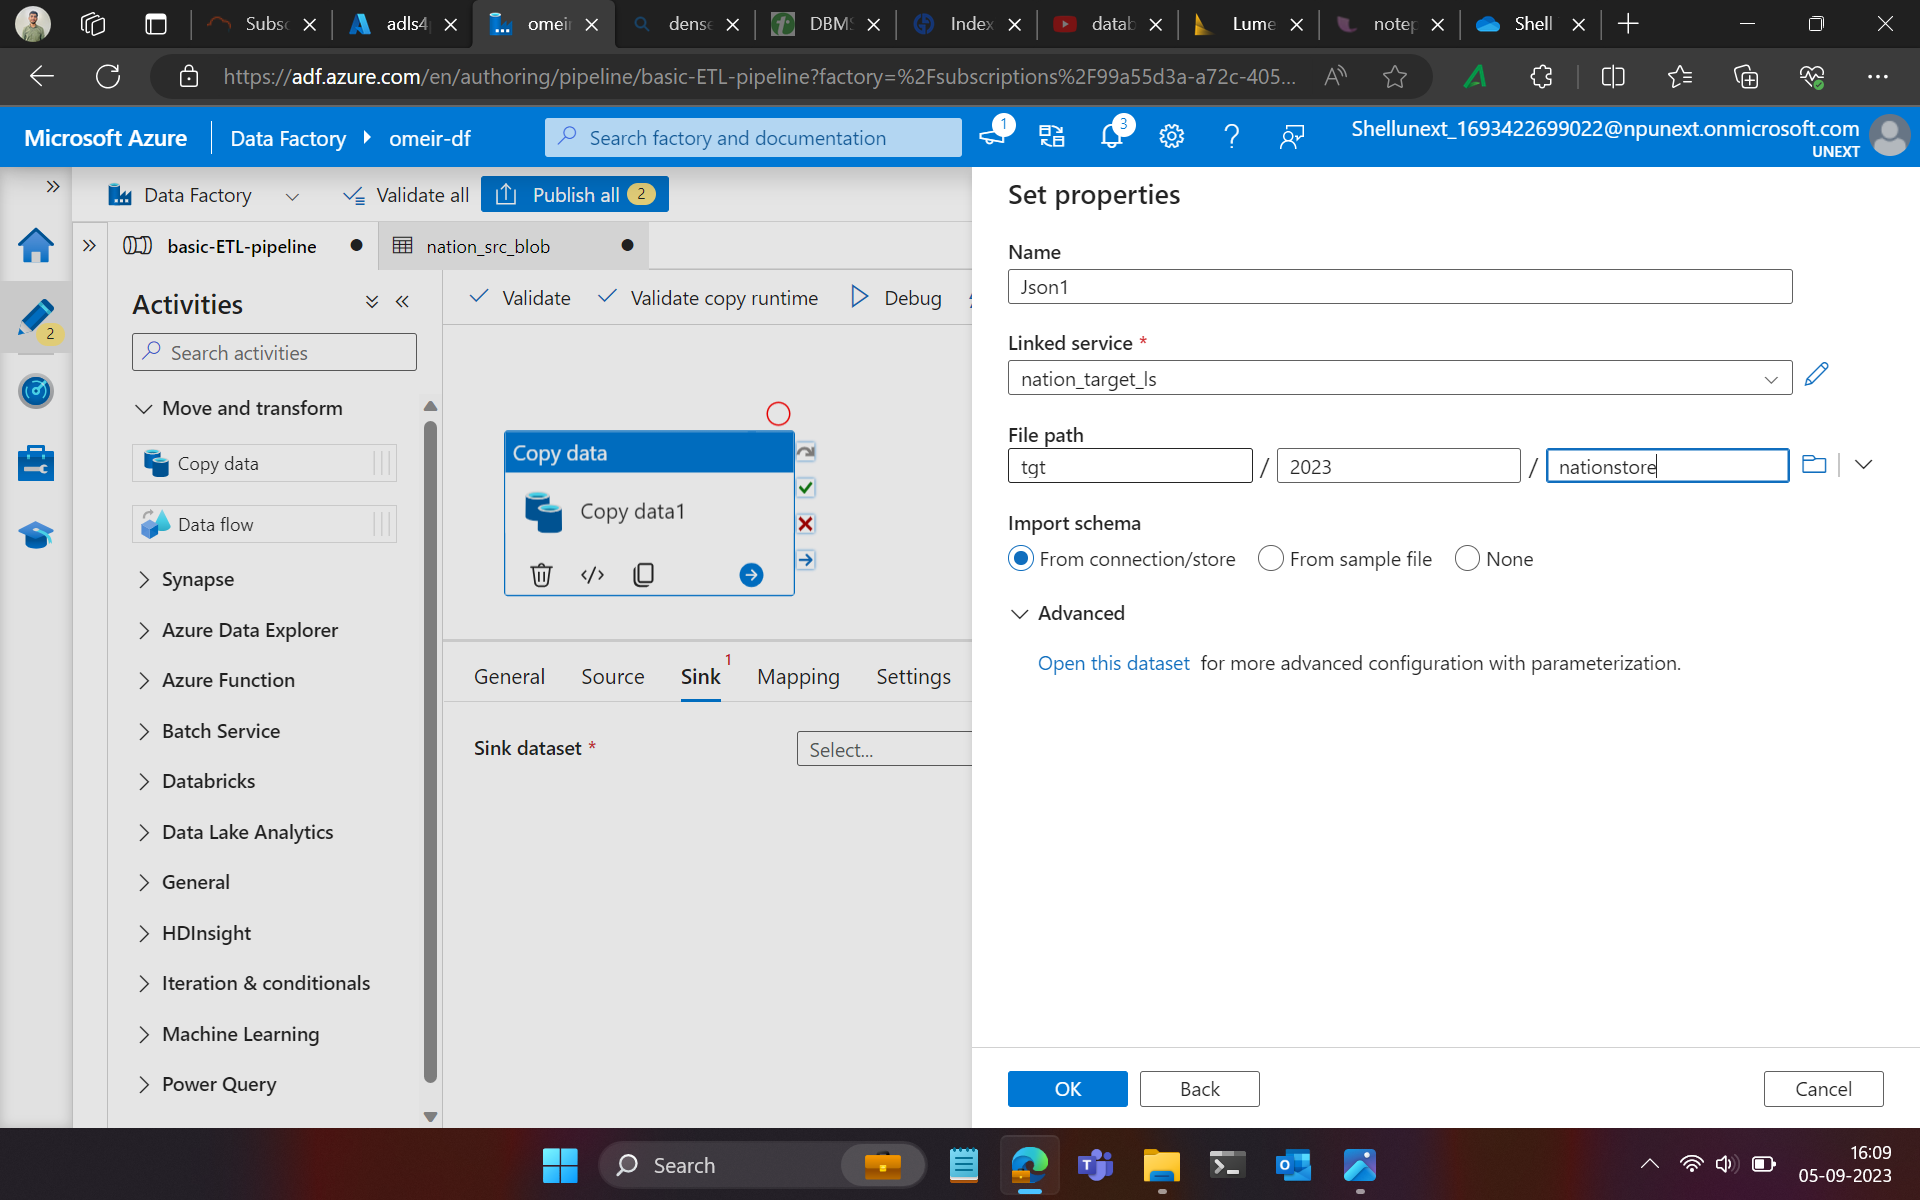 Subsc
adls4
omeir
dense
DBMS
Index
datab
Lume
notep
Shell
https://adf.azure.com/en/authoring/pipeline/basic-ETL-pipeline?factory=%2Fsubscriptions%2F99a55d3a-a72c-405...
Microsoft Azure
Data Factory
omeir-df
Search factory and documentation
1
3
Shellunext_1693422699022@npunext.onmicrosoft.com
UNEXT
Data Factory
Validate all
Publish all 2
basic-ETL-pipeline
nation_src_blob
2
Activities
Search activities
Move and transform
Copy data
Data flow
Synapse
Azure Data Explorer
Azure Function
Batch Service
Databricks
Data Lake Analytics
General
HDInsight
Iteration & conditionals
Machine Learning
Power Query
Validate
Validate copy runtime
Debug
Copy data
Copy data1
General
Source
Sink 1
Mapping
Settings
Sink dataset *
Select...
Set properties
Name
Json1
Linked service *
nation_target_ls
File path
tgt / 2023 / nationstore
Import schema
From connection/store
From sample file
None
Advanced
Open this dataset for more advanced configuration with parameterization.
OK
Back
Cancel
Search
16:09
05-09-2023